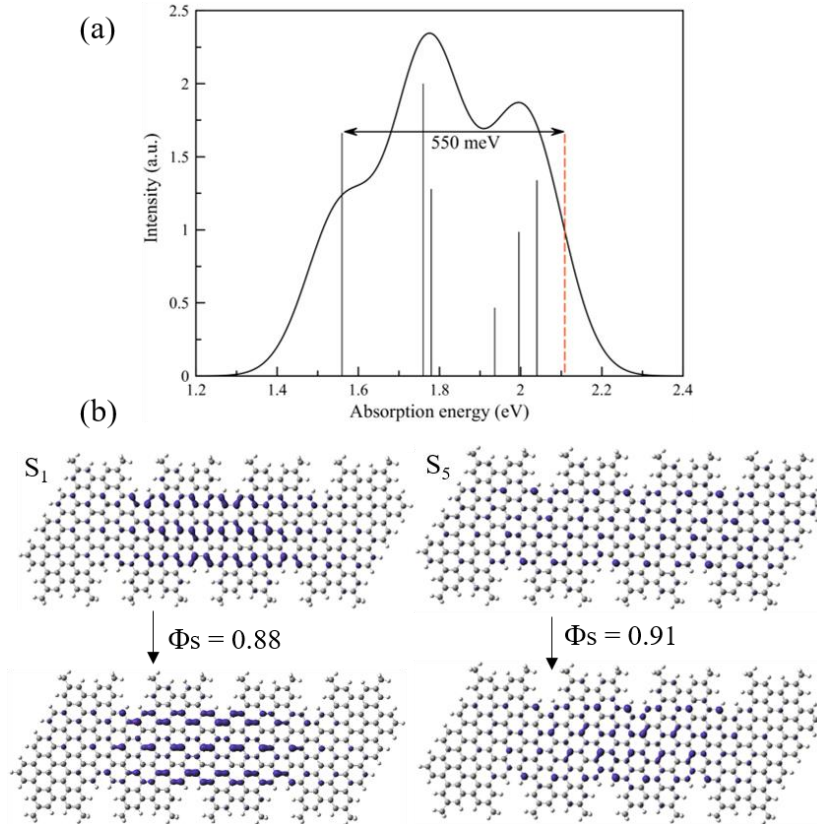 (a)
2.5
2
1.5
1
0.5
0
Intensity (a.u.)
550 meV
1.2 1.4 1.6 1.8 2 2.2 2.4
Absorption energy (eV)
(b)
S1 S5
Φs = 0.88 Φs = 0.91